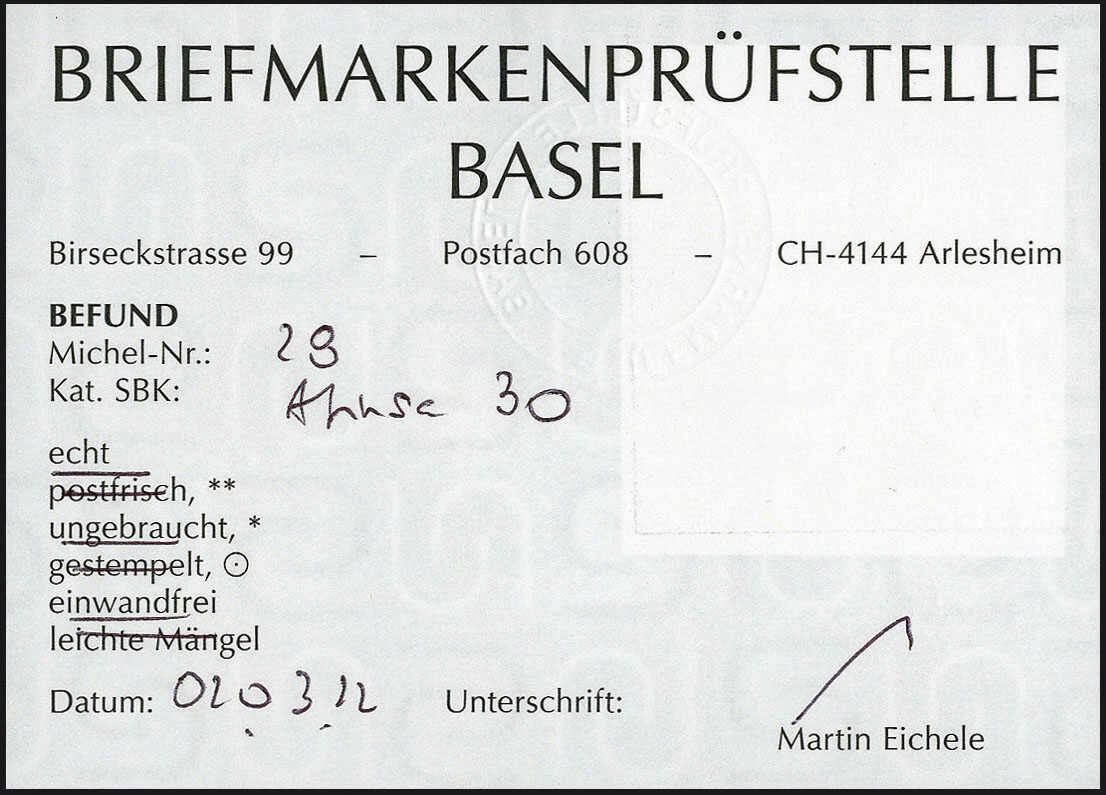 BRIEFMARKENPRÜFSTELLE
BASEL
Birseckstrasse 99 – Postfach 608 – CH-4144 Arlesheim
BEFUND
Michel-Nr.: 29
Kat. SBK: 30
echt
postfrisch, **
ungebraucht, *
gestempelt, ⊙
einwandfrei
leichte Mängel
Datum: Unterschrift:
Martin Eichele